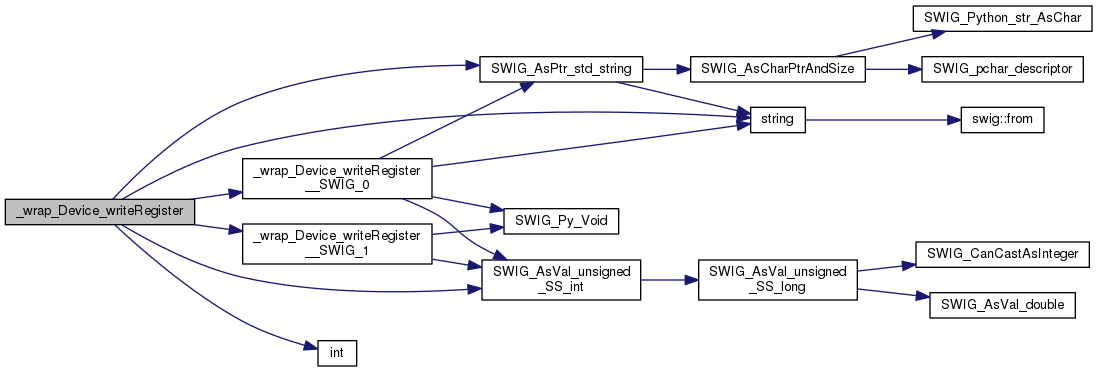 SWIG_Python_str_AsChar
SWIG_AsPtr_std_string
SWIG_AsCharPtrAndSize
SWIG_pchar_descriptor
string
swig::from
_wrap_Device_writeRegister
__SWIG_0
_wrap_Device_writeRegister
SWIG_Py_Void
_wrap_Device_writeRegister
__SWIG_1
SWIG_CanCastAsInteger
SWIG_AsVal_unsigned
_SS_int
SWIG_AsVal_unsigned
_SS_long
SWIG_AsVal_double
int